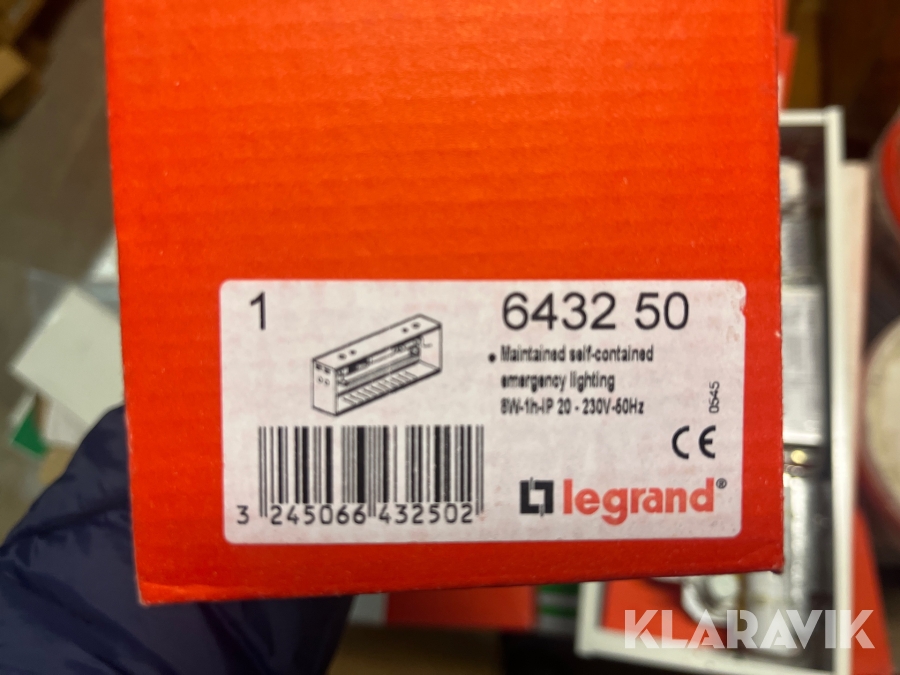 1
6432 50
• Maintained self-contained
emergency lighting
8W-1h-IP 20 - 230V-50Hz
0545
CE
3 245066 432502
legrand®
KLARAVIK